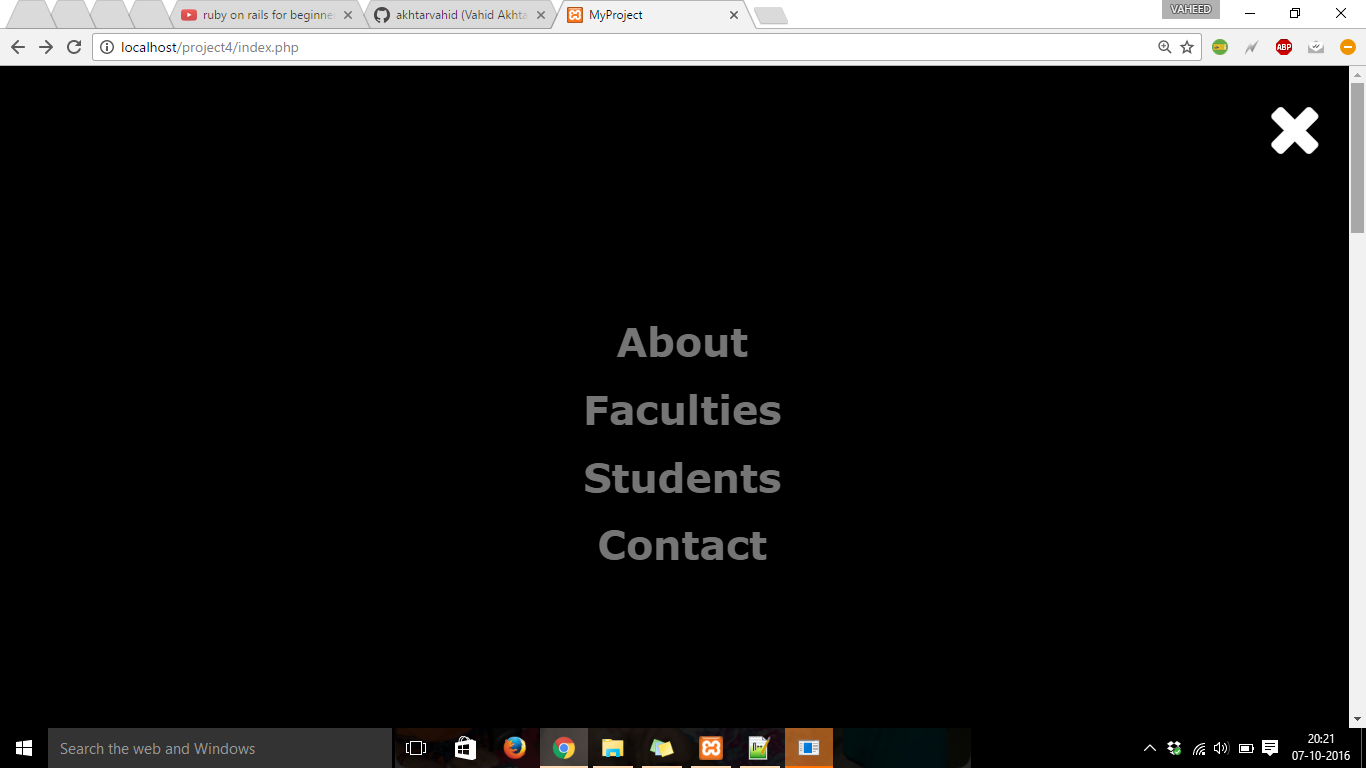 ruby on rails for beginne
akhtarvahid (Vahid Akhta
MyProject
VAHEED
localhost/project4/index.php
ABP
About
Faculties
Students
Contact
Search the web and Windows
20:21
07-10-2016